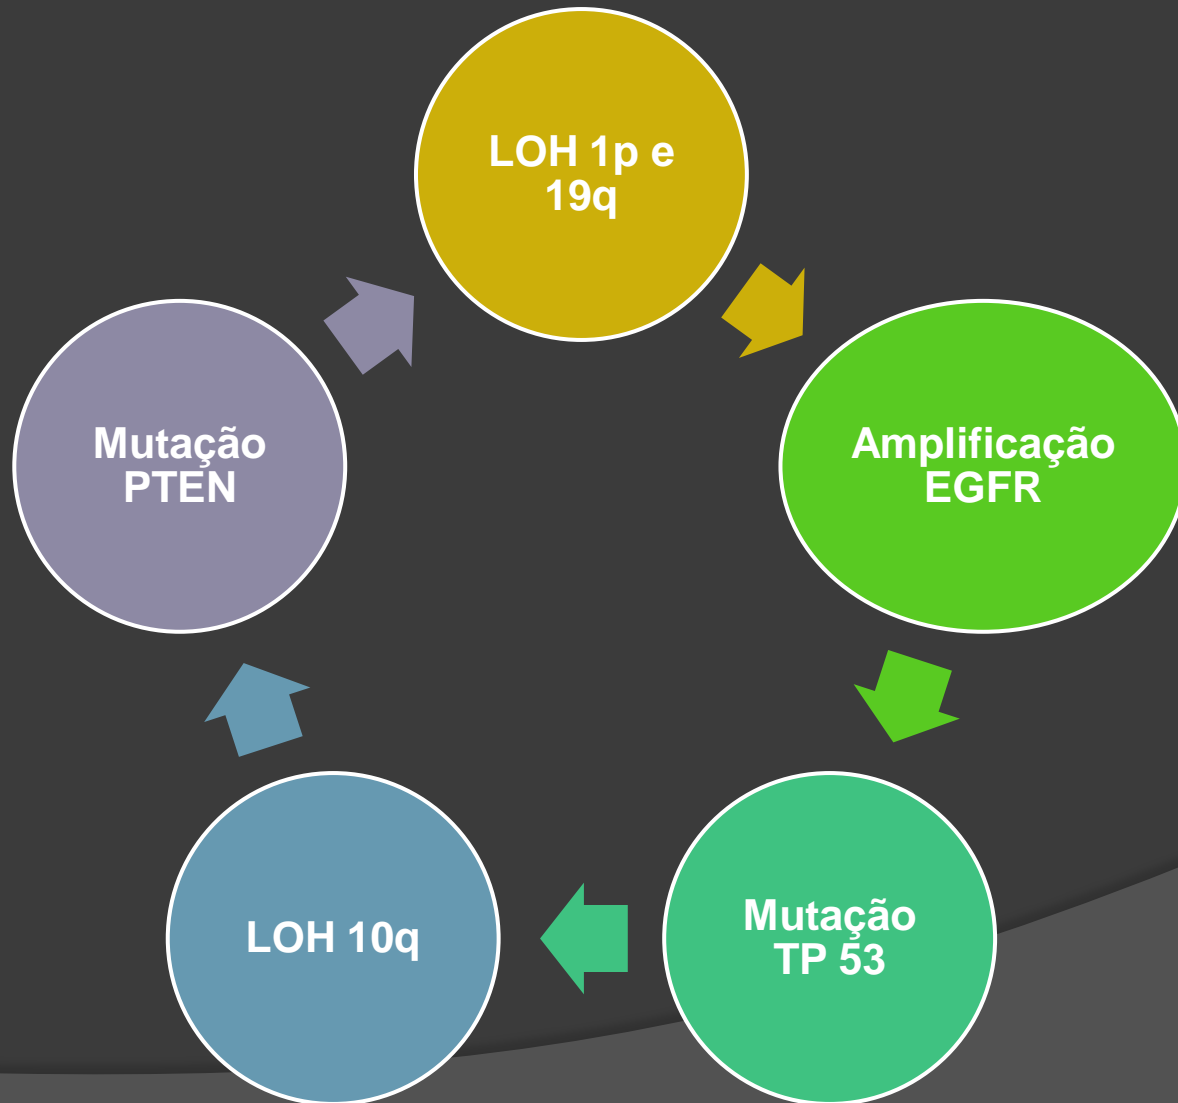 LOH 1p e
19q
Amplificação
EGFR
Mutação
TP 53
LOH 10q
Mutação
PTEN